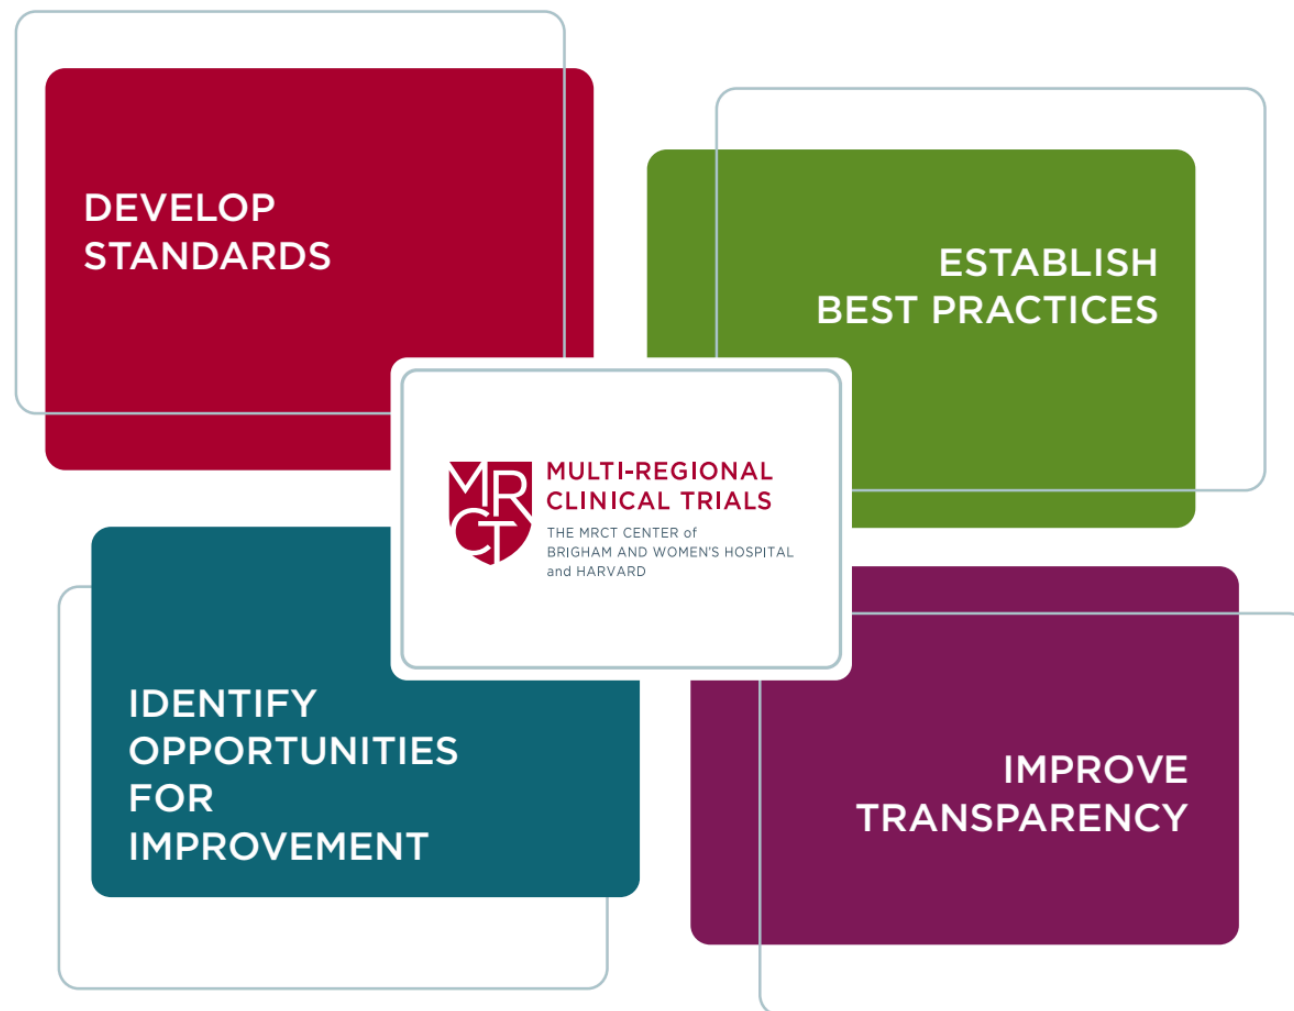 DEVELOP
STANDARDS
ESTABLISH
BEST PRACTICES
MRCT
MULTI-REGIONAL
CLINICAL TRIALS
THE MRCT CENTER of
BRIGHAM AND WOMEN'S HOSPITAL
and HARVARD
IDENTIFY
OPPORTUNITIES
FOR
IMPROVEMENT
IMPROVE
TRANSPARENCY